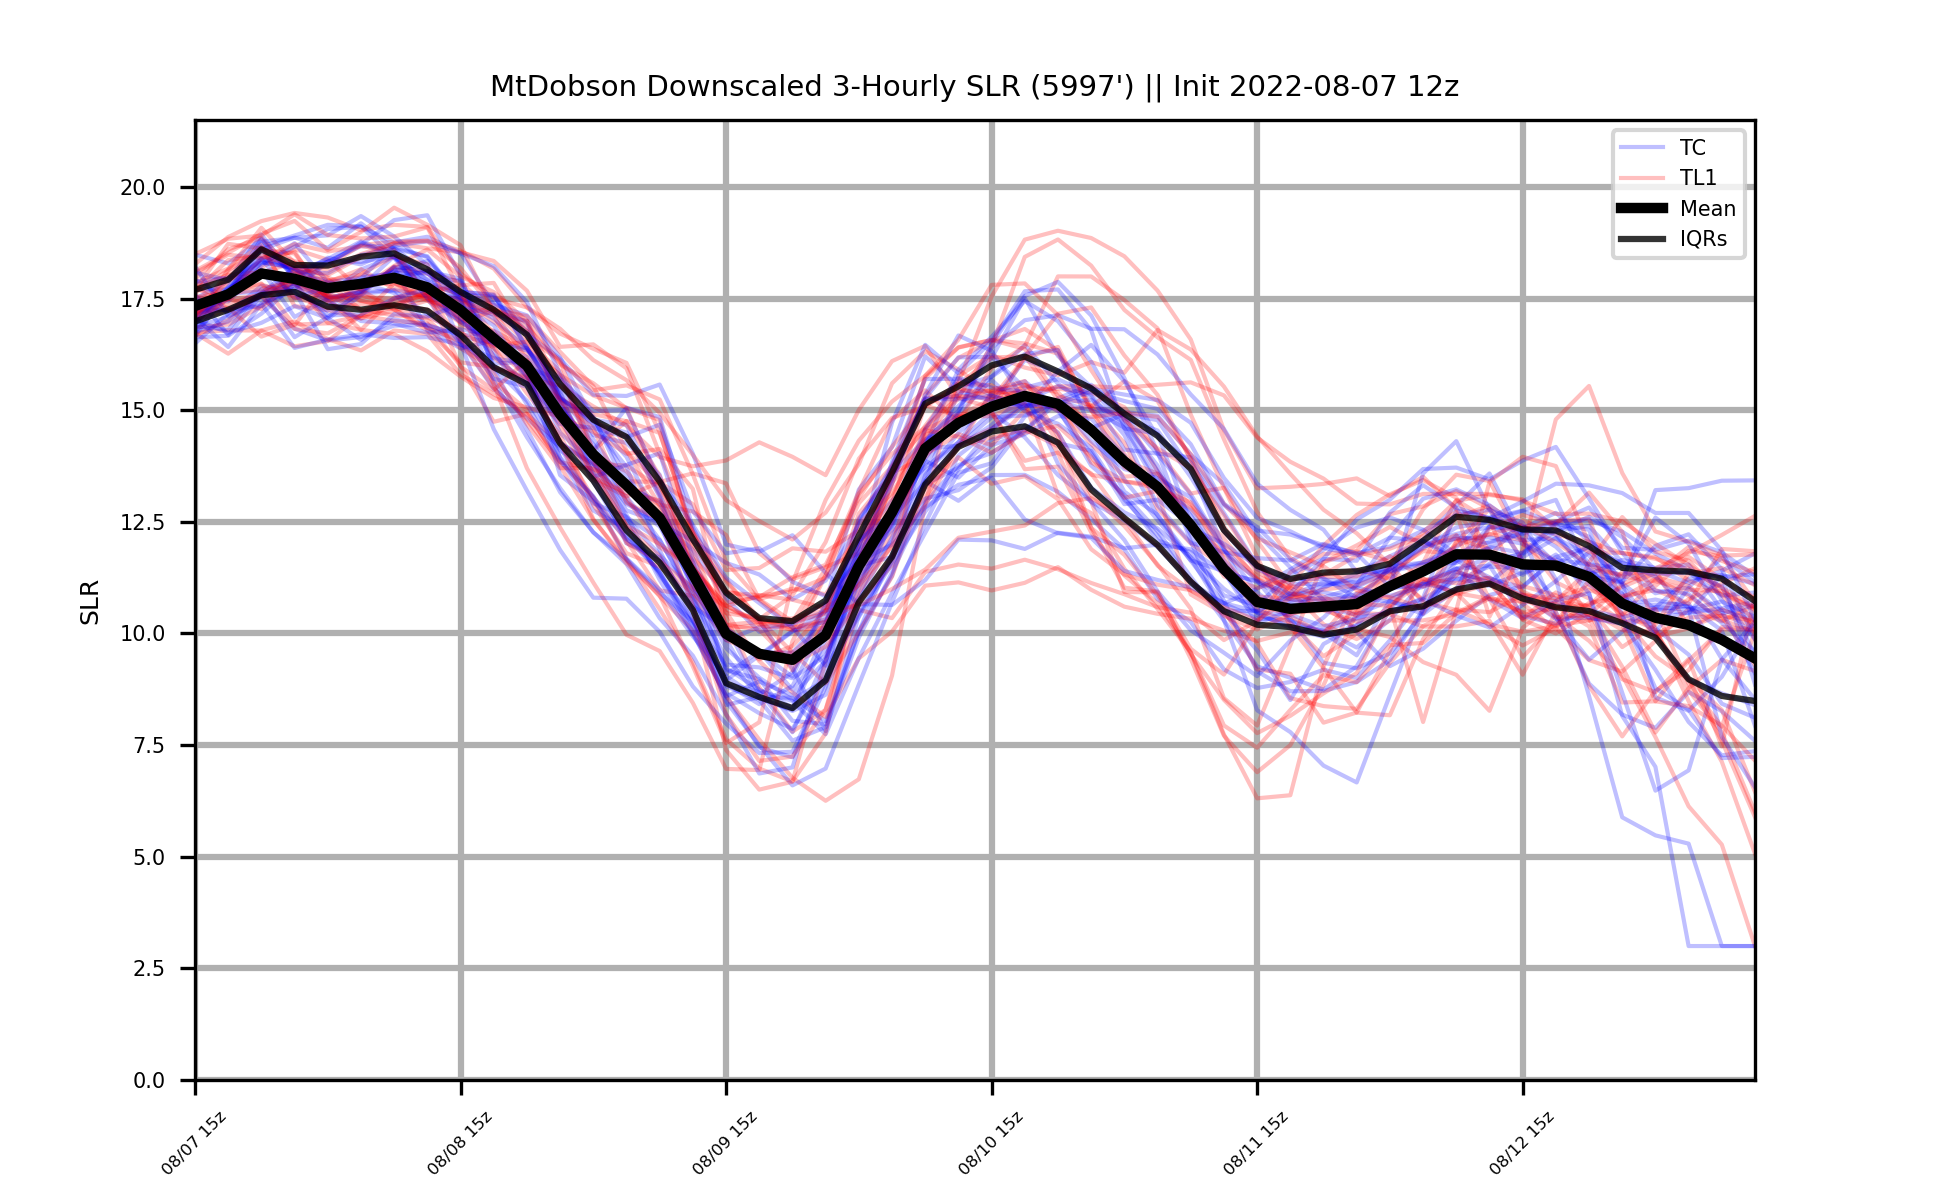 MtDobson Downscaled 3-Hourly SLR (5997') || Init 2022-08-07 12z
TC
TL1
Mean
IQRs
SLR
20.0
17.5
15.0
12.5
10.0
7.5
5.0
2.5
0.0
08/07 15z
08/08 15z
08/09 15z
08/10 15z
08/11 15z
08/12 15z